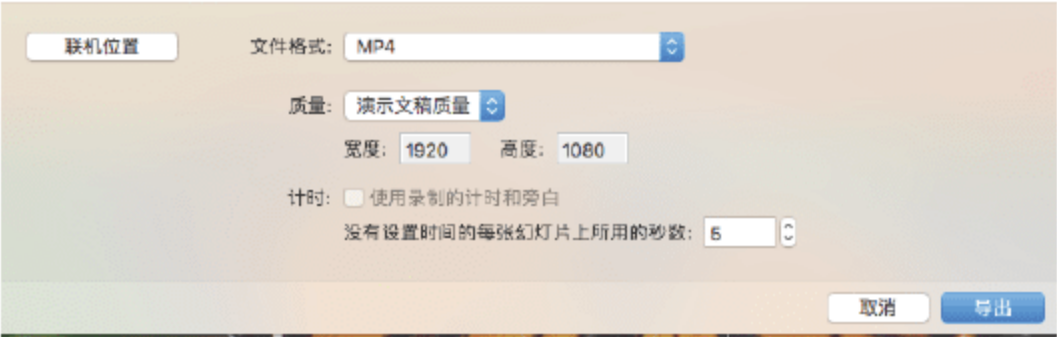 联机位置 文件格式: MP4
质量: 演示文稿质量
宽度: 1920 高度: 1080
计时: 使用录制的计时和旁白
没有设置时间的每张幻灯片上所用的秒数: 5
取消 导出